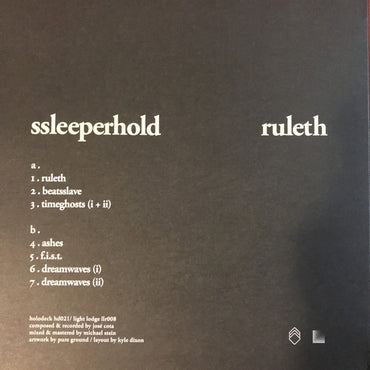 ssleeperhold ruleth
a .
1 . ruleth
2 . beatsslave
3 . timeghosts (i + ii)
b .
4 . ashes
5 . f.i.s.t.
6 . dreamwaves (i)
7 . dreamwaves (ii)
holodeck hd021/ light lodge llr008
composed & recorded by josé cota
mixed & mastered by michael stein
artwork by pure ground / layout by kyle dixon